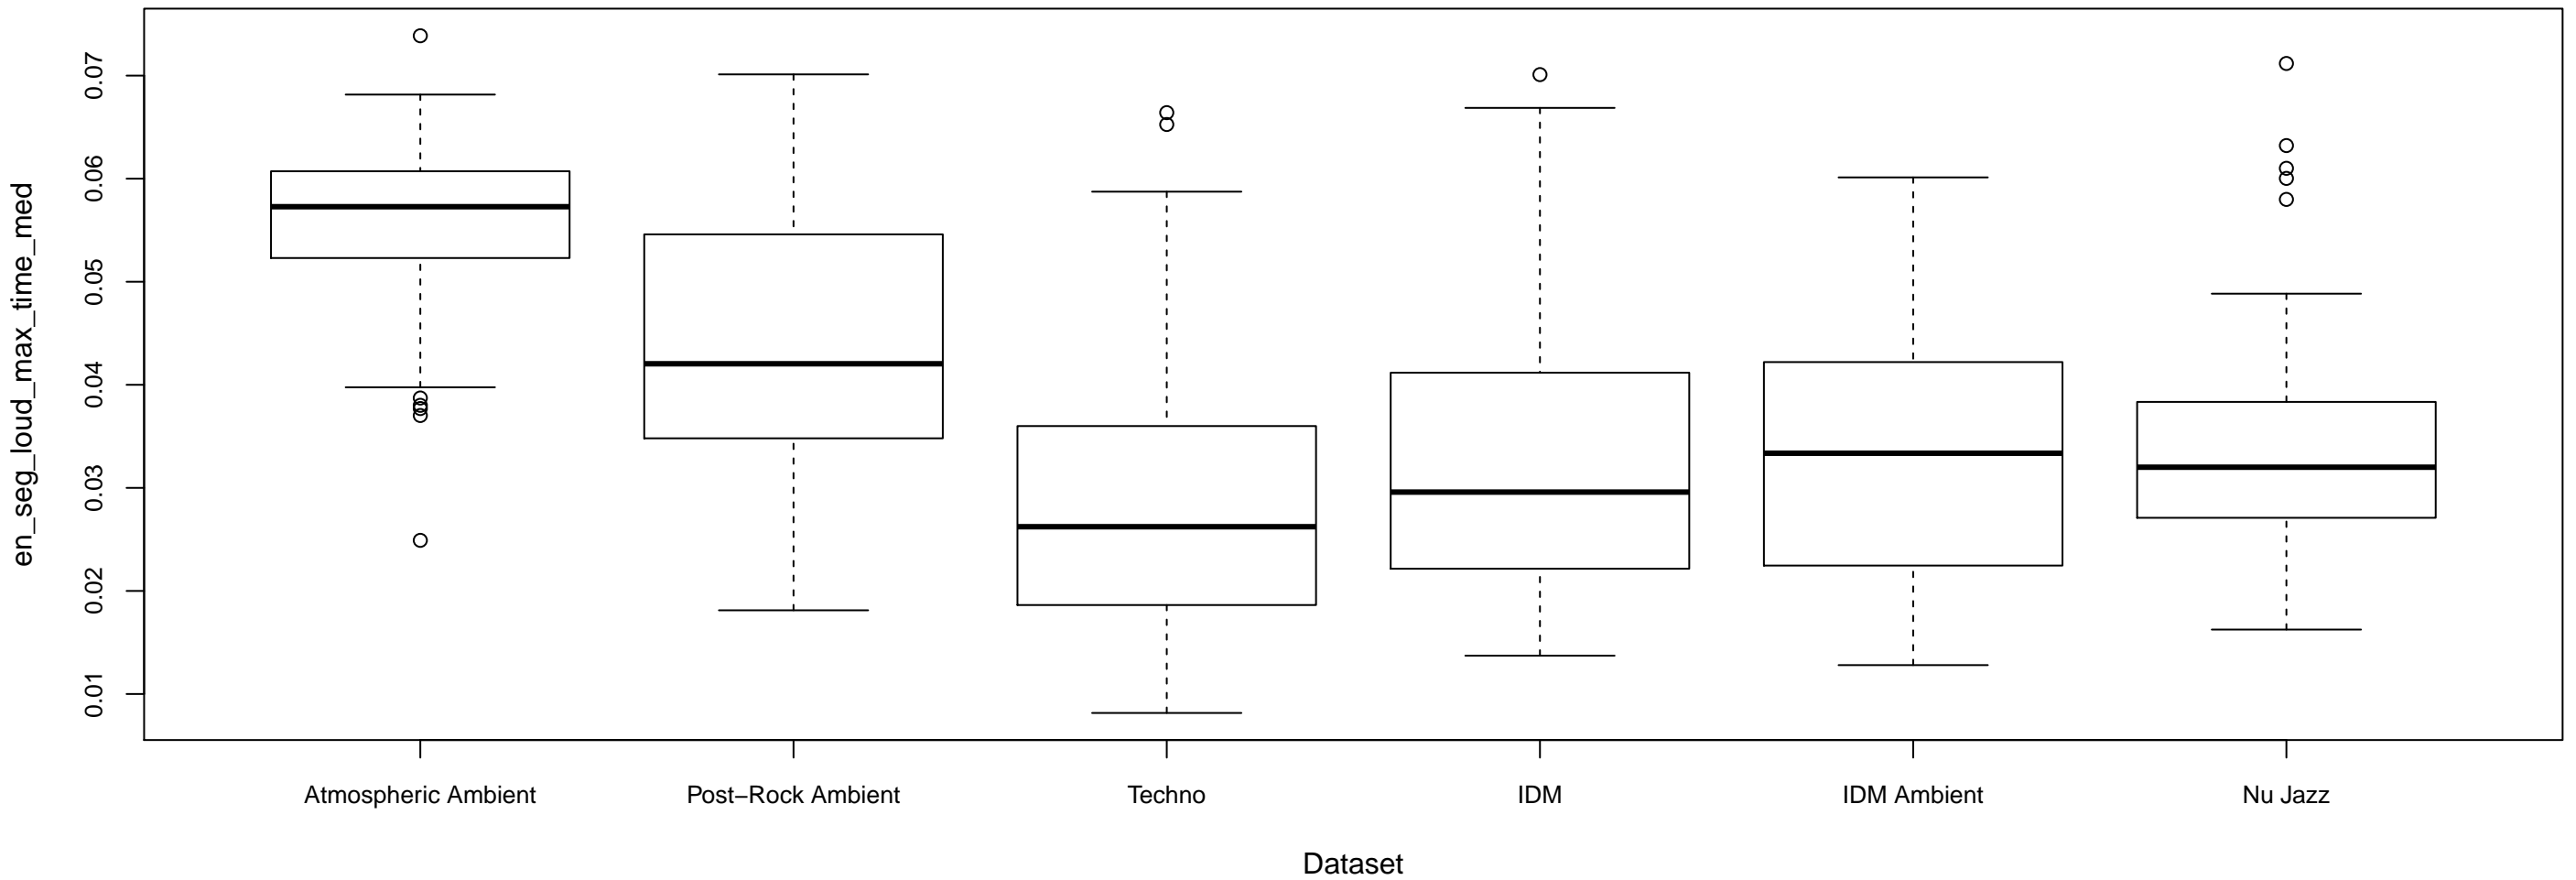 en_seg_loud_max_time_med
0.07
0.06
0.05
0.04
0.03
0.02
0.01
Atmospheric Ambient
Post−Rock Ambient
Techno
IDM
IDM Ambient
Nu Jazz
Dataset